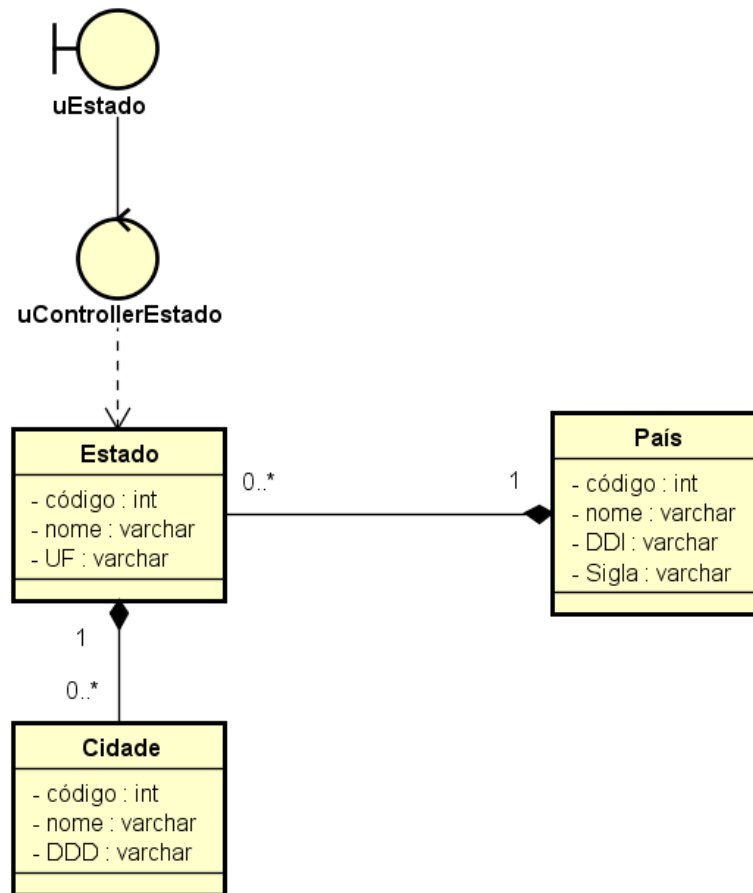 uEstado
uControllerEstado
Estado
- código : int
- nome : varchar
- UF : varchar
0..*
1
País
- código : int
- nome : varchar
- DDI : varchar
- Sigla : varchar
1
0..*
Cidade
- código : int
- nome : varchar
- DDD : varchar